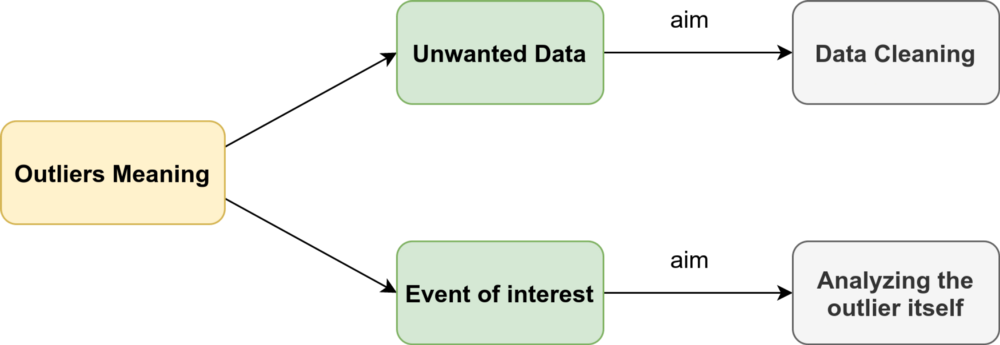 aim
Unwanted Data
Data Cleaning
Outliers Meaning
aim
Event of interest
Analyzing the
outlier itself